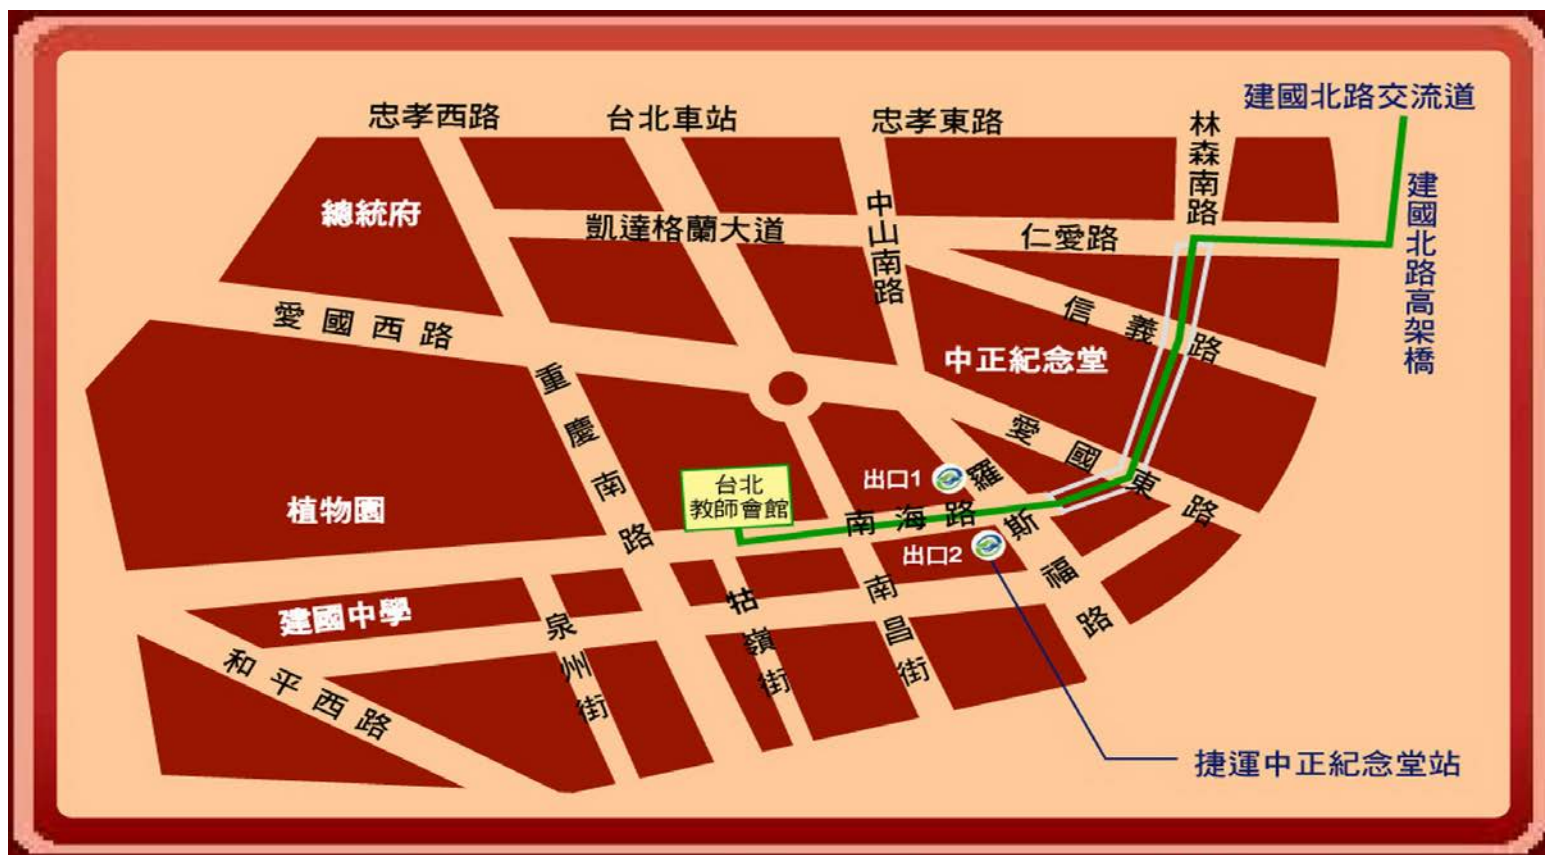 建國北路交流道
忠孝西路
台北車站
忠孝東路
林森南路
建國北路高架橋
總統府
凱達格蘭大道
中山南路
仁愛路
愛國西路
信義路
中正紀念堂
重慶南路
愛國東路
台北
教師會館
出口1
羅斯福路
植物園
南海路
出口2
建國中學
泉州街
牯嶺街
南昌街
和平西路
捷運中正紀念堂站